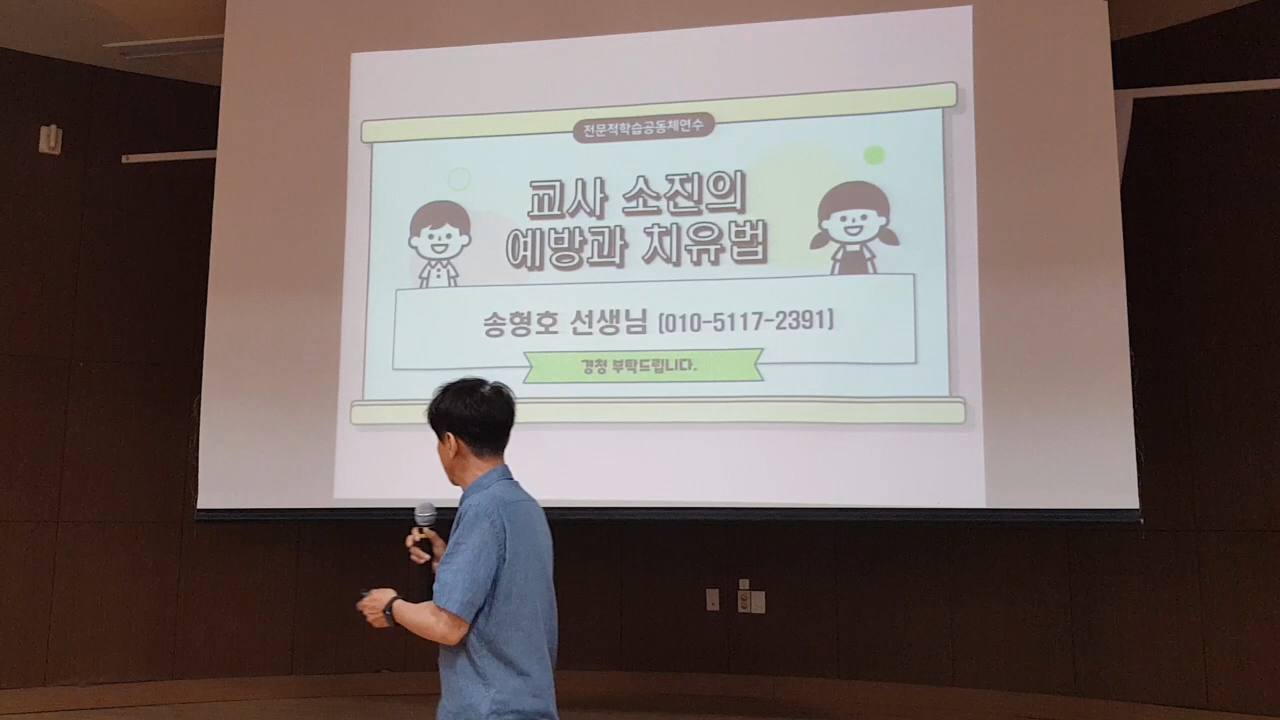 전문적학습공동체연수
교사 소진의
예방과 치유법
송형호 선생님 [010-5117-2391]
경청 부탁드립니다.